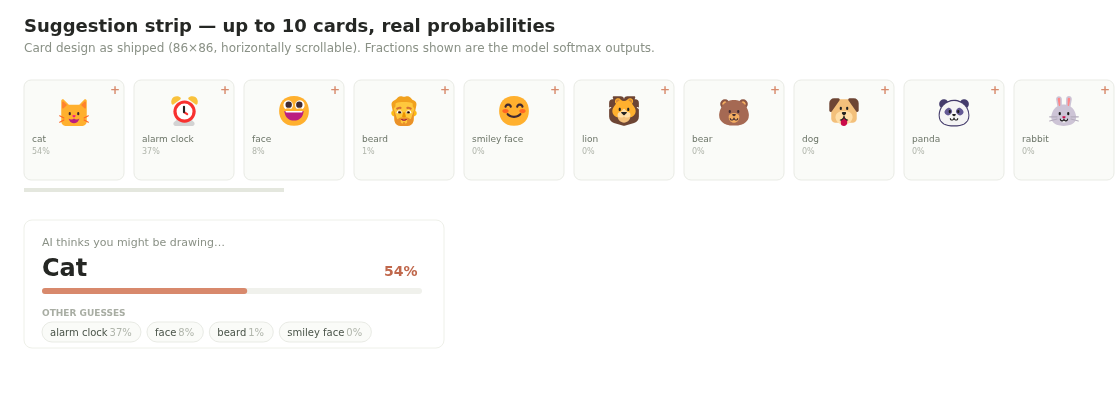 Suggestion strip — up to 10 cards, real probabilities
Card design as shipped (86×86, horizontally scrollable). Fractions shown are the model softmax outputs.
+ + + + + + + + + +
cat alarm clock face beard smiley face lion bear dog panda rabbit
54% 37% 8% 1% 0% 0% 0% 0% 0% 0%
AI thinks you might be drawing…
Cat 54%
OTHER GUESSES
alarm clock 37% face 8% beard 1% smiley face 0%